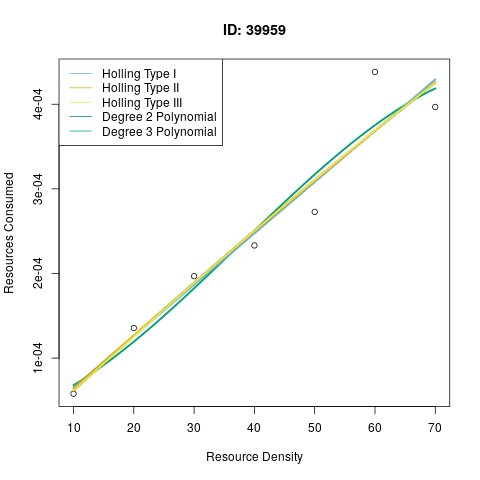 ID: 39959
Holling Type I
Holling Type II
Holling Type III
Degree 2 Polynomial
Degree 3 Polynomial
Resources Consumed
4e-04
3e-04
2e-04
1e-04
10 20 30 40 50 60 70
Resource Density